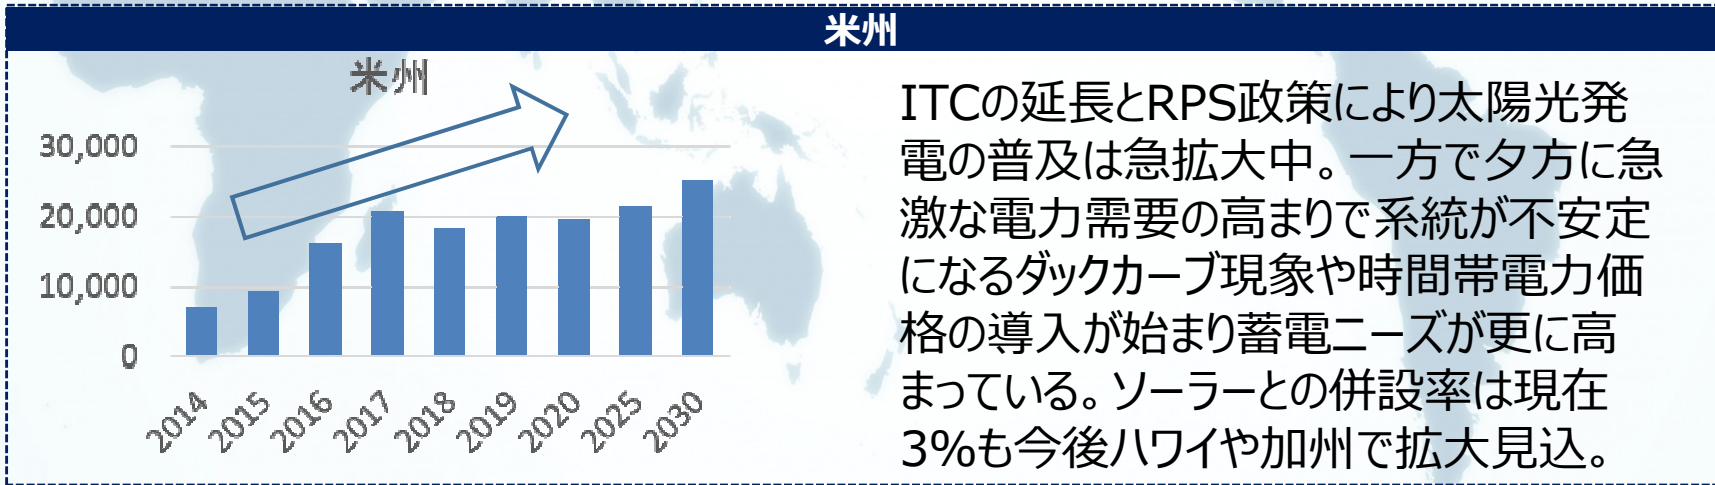 米州
米州
30,000
20,000
10,000
0
2014 2015 2016 2017 2018 2019 2020 2025 2030
ITCの延長とRPS政策により太陽光発
電の普及は急拡大中。一方で夕方に急
激な電力需要の高まりで系統が不安定
になるダックカーブ現象や時間帯電力価
格の導入が始まり蓄電ニーズが更に高
まっている。ソーラーとの併設率は現在
3%も今後ハワイや加州で拡大見込。